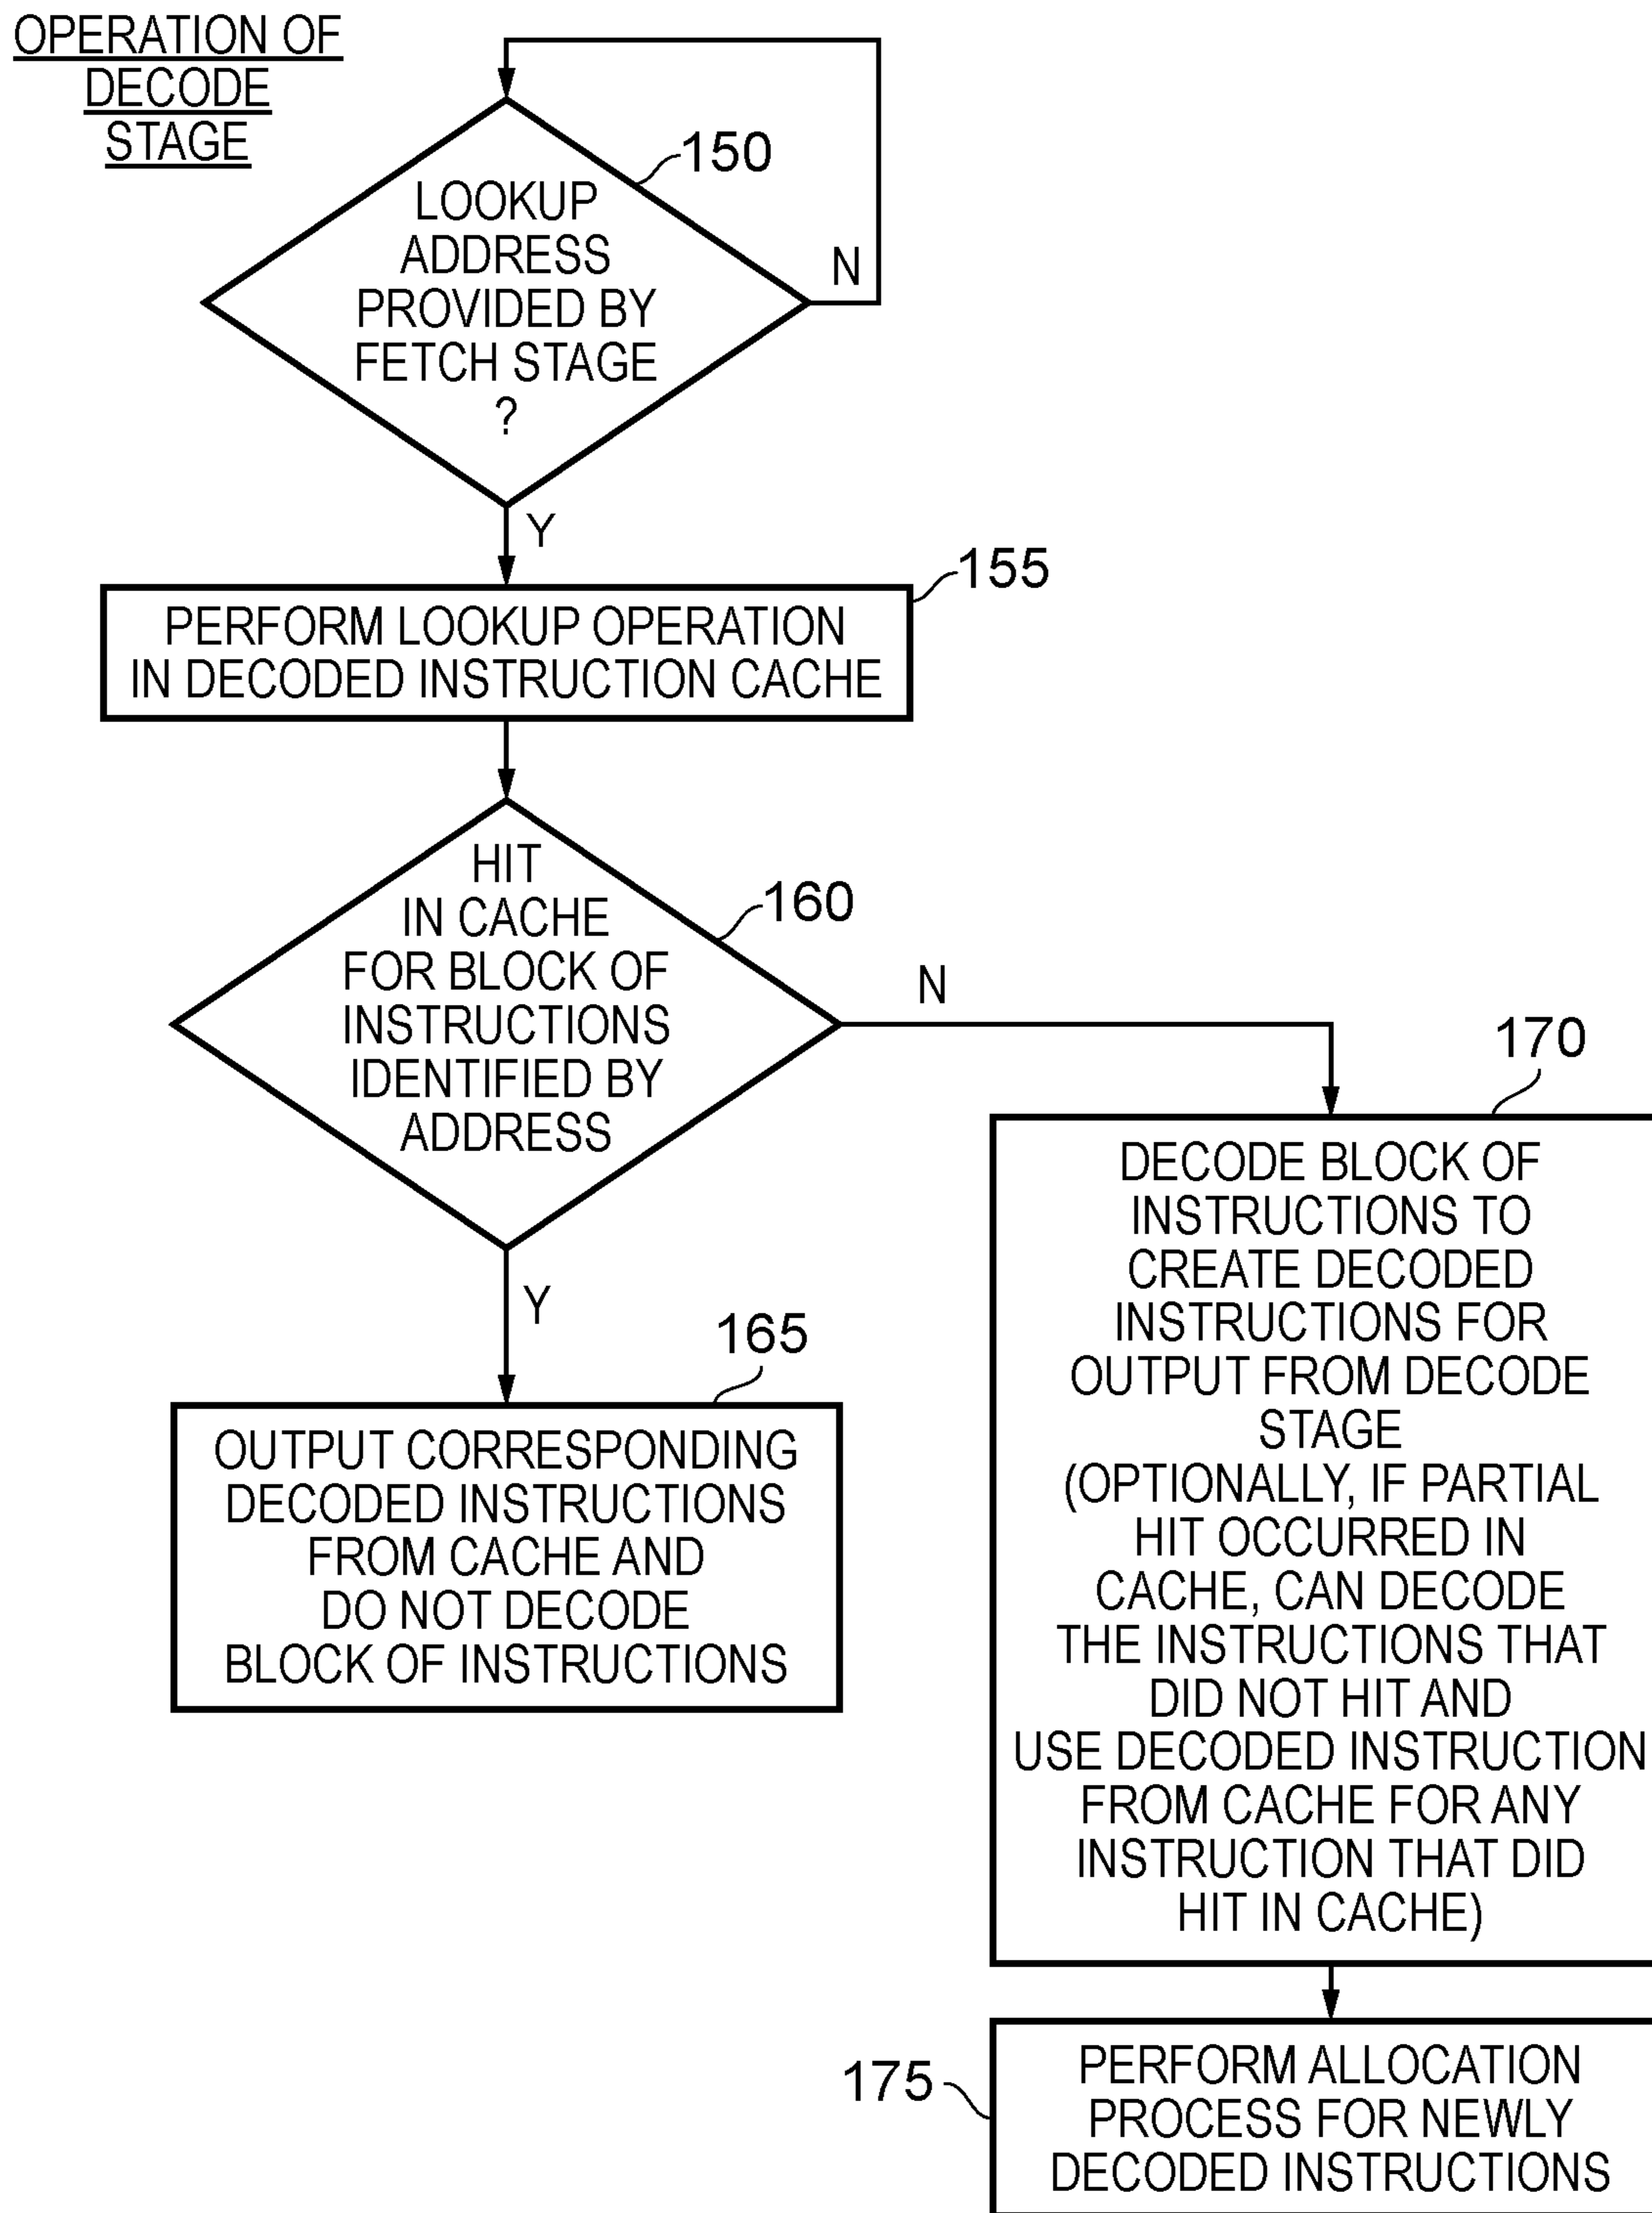 OPERATION OF
DECODE
STAGE
150
LOOKUP
ADDRESS
PROVIDED BY
FETCH STAGE
?
N
Y
155
PERFORM LOOKUP OPERATION
IN DECODED INSTRUCTION CACHE
160
HIT
IN CACHE
FOR BLOCK OF
INSTRUCTIONS
IDENTIFIED BY
ADDRESS
N
Y
165
OUTPUT CORRESPONDING
DECODED INSTRUCTIONS
FROM CACHE AND
DO NOT DECODE
BLOCK OF INSTRUCTIONS
170
DECODE BLOCK OF
INSTRUCTIONS TO
CREATE DECODED
INSTRUCTIONS FOR
OUTPUT FROM DECODE
STAGE
(OPTIONALLY, IF PARTIAL
HIT OCCURRED IN
CACHE, CAN DECODE
THE INSTRUCTIONS THAT
DID NOT HIT AND
USE DECODED INSTRUCTION
FROM CACHE FOR ANY
INSTRUCTION THAT DID
HIT IN CACHE)
175
PERFORM ALLOCATION
PROCESS FOR NEWLY
DECODED INSTRUCTIONS